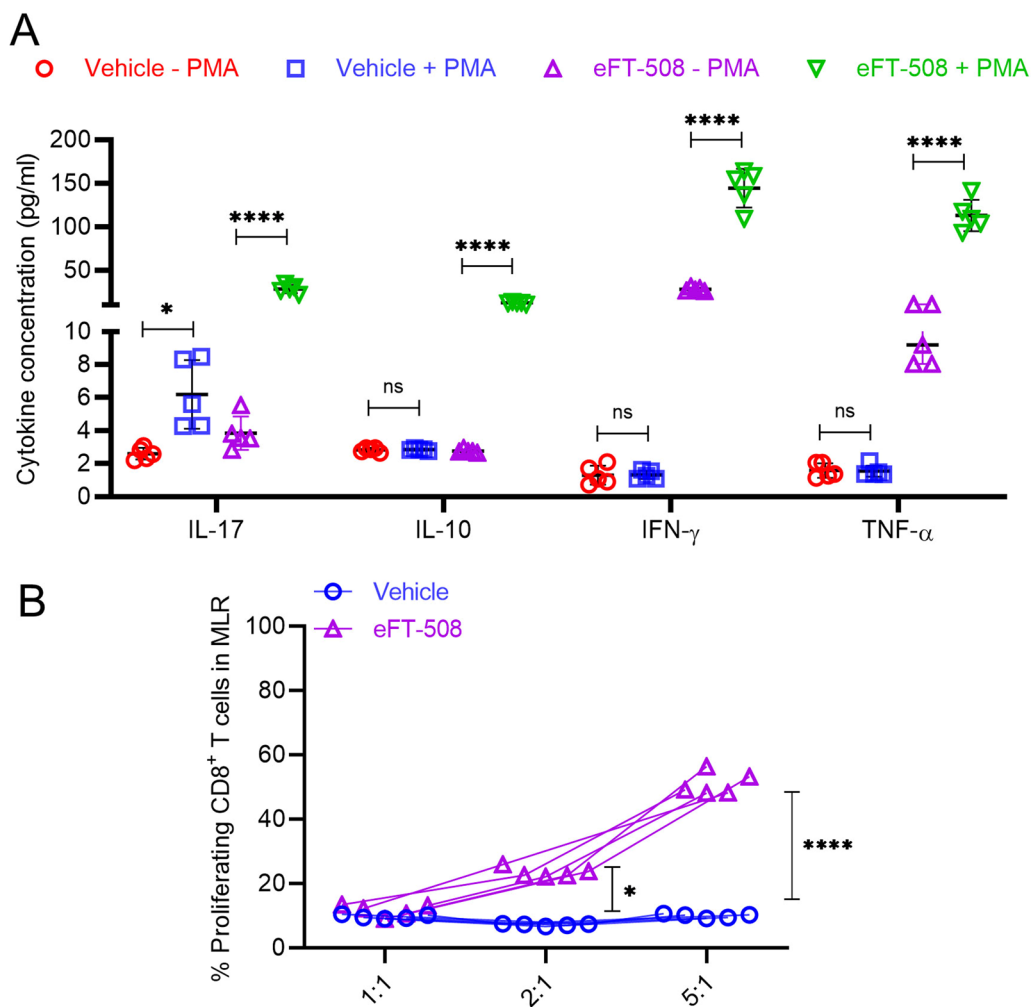 A
Vehicle - PMA Vehicle + PMA eFT-508 - PMA eFT-508 + PMA
Cytokine concentration (pg/ml)
200
150
100
50
10
8
6
4
2
0
****
****
****
****
*
ns
ns
ns
IL-17 IL-10 IFN-γ TNF-α
B
Vehicle
eFT-508
% Proliferating CD8⁺ T cells in MLR
100
80
60
40
20
0
****
*
1:1 2:1 5:1